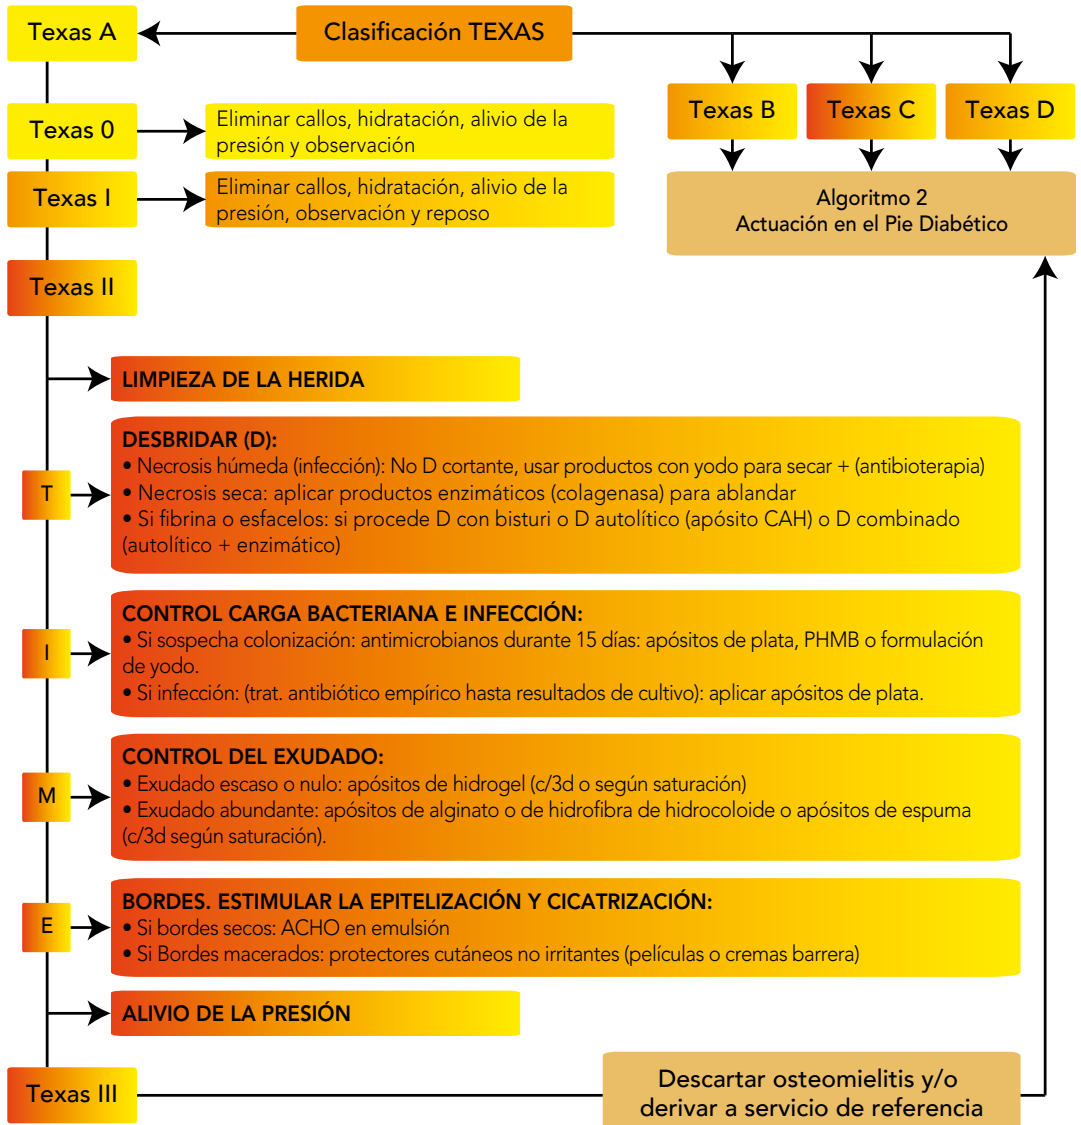 Texas A
Clasificación TEXAS
Texas B
Texas C
Texas D
Algoritmo 2
Actuación en el Pie Diabético
Texas 0
Eliminar callos, hidratación, alivio de la
presión y observación
Texas I
Eliminar callos, hidratación, alivio de la
presión, observación y reposo
Texas II
LIMPIEZA DE LA HERIDA
T
DESBRIDAR (D):
• Necrosis húmeda (infección): No D cortante, usar productos con yodo para secar + (antibioterapia)
• Necrosis seca: aplicar productos enzimáticos (colagenasa) para ablandar
• Si fibrina o esfacelos: si procede D con bisturi o D autolítico (apósito CAH) o D combinado
(autolítico + enzimático)
I
CONTROL CARGA BACTERIANA E INFECCIÓN:
• Si sospecha colonización: antimicrobianos durante 15 días: apósitos de plata, PHMB o formulación
de yodo.
• Si infección: (trat. antibiótico empírico hasta resultados de cultivo): aplicar apósitos de plata.
M
CONTROL DEL EXUDADO:
• Exudado escaso o nulo: apósitos de hidrogel (c/3d o según saturación)
• Exudado abundante: apósitos de alginato o de hidrofibra de hidrocoloide o apósitos de espuma
(c/3d según saturación).
E
BORDES. ESTIMULAR LA EPITELIZACIÓN Y CICATRIZACIÓN:
• Si bordes secos: ACHO en emulsión
• Si Bordes macerados: protectores cutáneos no irritantes (películas o cremas barrera)
ALIVIO DE LA PRESIÓN
Texas III
Descartar osteomielitis y/o
derivar a servicio de referencia